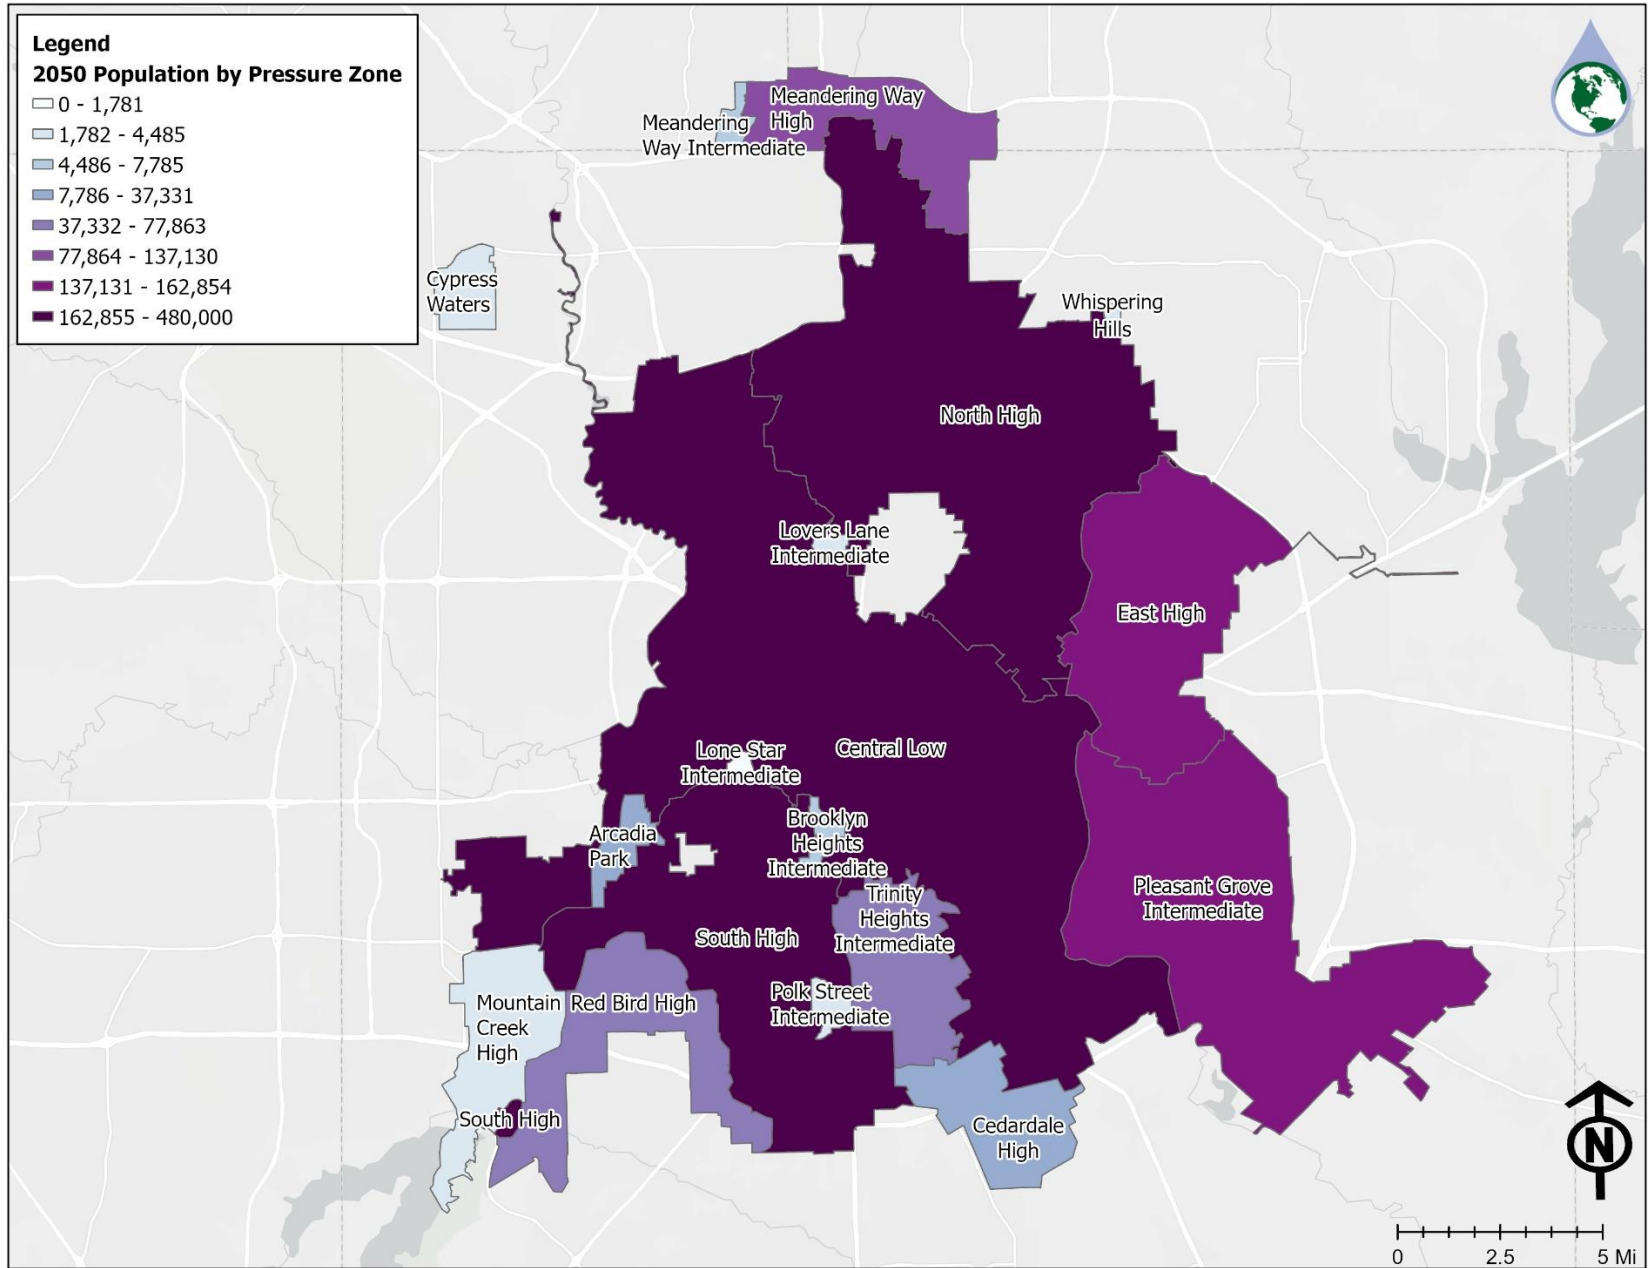 Legend
2050 Population by Pressure Zone
0 - 1,781
1,782 - 4,485
4,486 - 7,785
7,786 - 37,331
37,332 - 77,863
77,864 - 137,130
137,131 - 162,854
162,855 - 480,000
Meandering Way
High
Meandering
Way Intermediate
Cypress
Waters
Whispering
Hills
North High
Lovers Lane
Intermediate
East High
Lone Star
Intermediate
Central Low
Brooklyn
Heights
Intermediate
Arcadia
Park
Trinity
Heights
Intermediate
Pleasant Grove
Intermediate
South High
Polk Street
Intermediate
Mountain
Creek
High
Red Bird High
South High
Cedardale
High
N
0 2.5 5 Mi